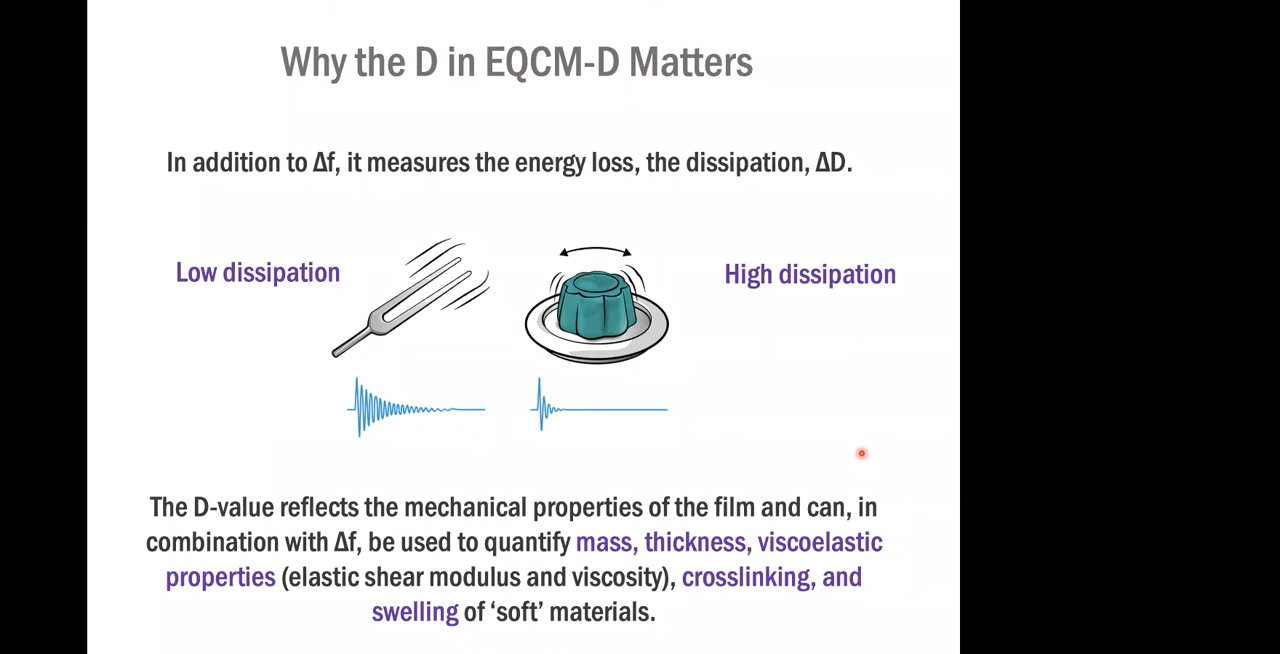 Why the D in EQCM-D Matters
In addition to Δf, it measures the energy loss, the dissipation, ΔD.
Low dissipation
High dissipation
The D-value reflects the mechanical properties of the film and can, in
combination with Δf, be used to quantify mass, thickness, viscoelastic
properties (elastic shear modulus and viscosity), crosslinking, and
swelling of ‘soft’ materials.